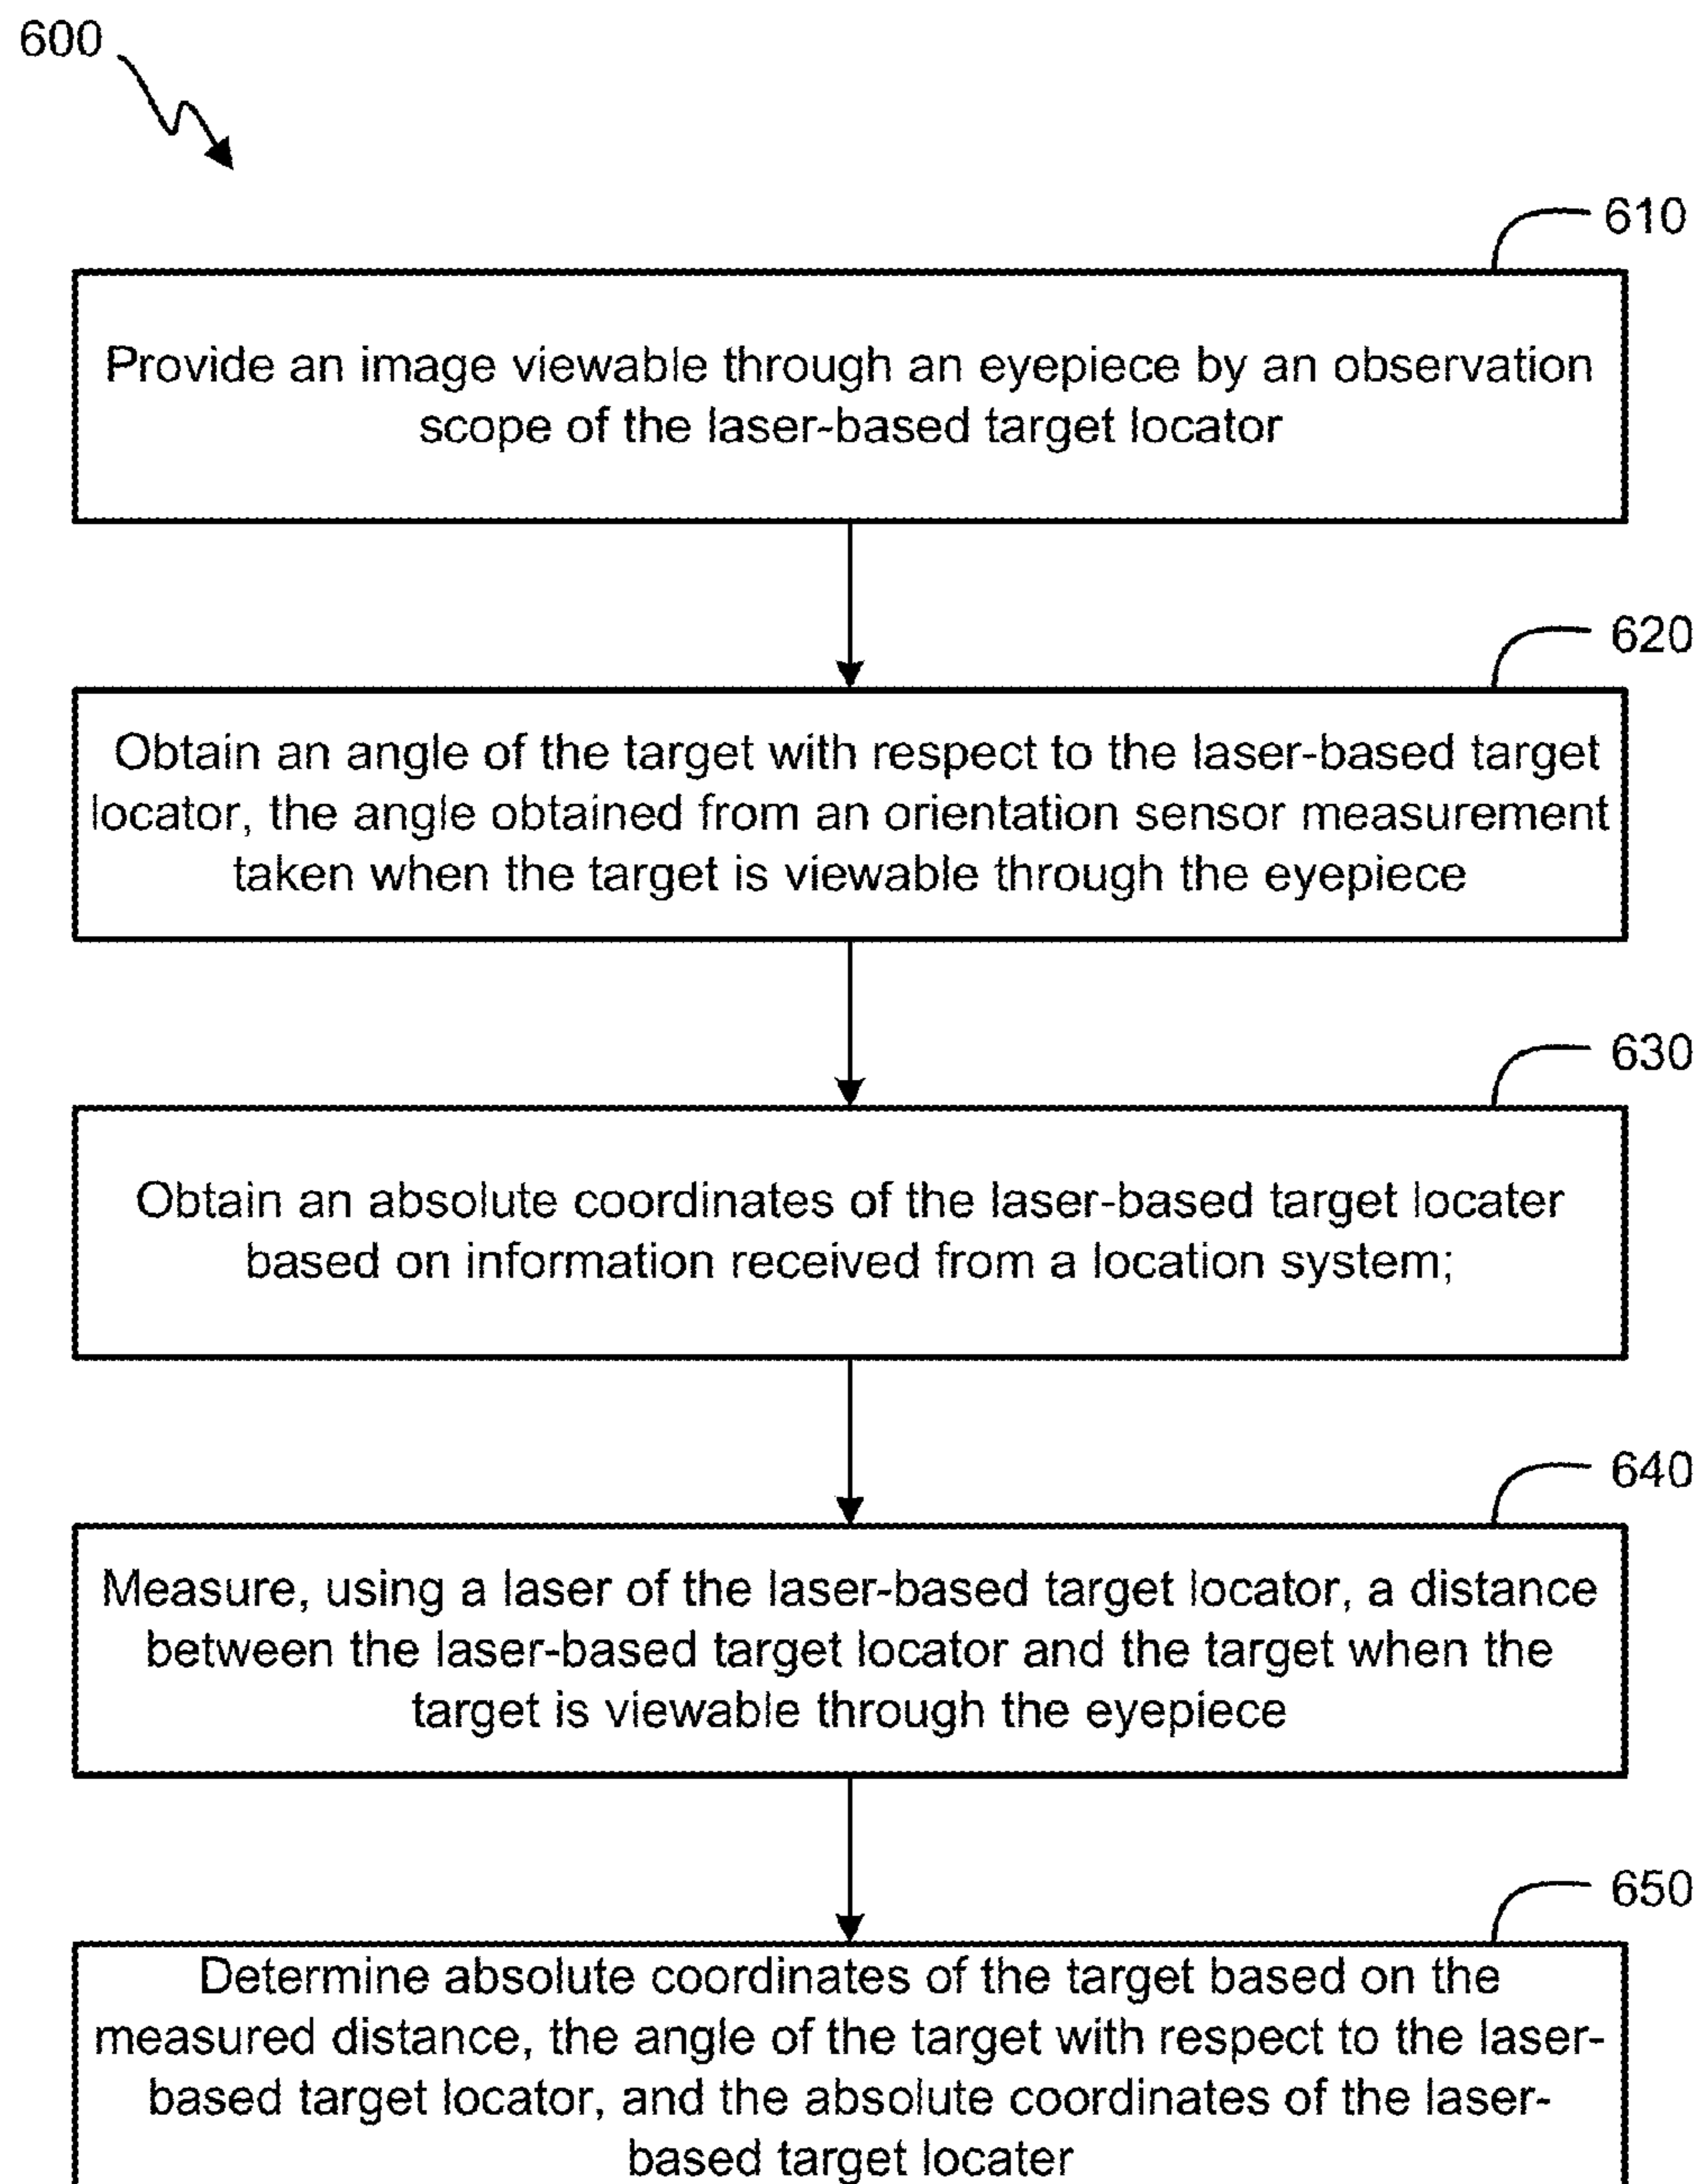 600
610
Provide an image viewable through an eyepiece by an observation
scope of the laser-based target locator
620
Obtain an angle of the target with respect to the laser-based target
locator, the angle obtained from an orientation sensor measurement
taken when the target is viewable through the eyepiece
630
Obtain an absolute coordinates of the laser-based target locater
based on information received from a location system;
640
Measure, using a laser of the laser-based target locator, a distance
between the laser-based target locator and the target when the
target is viewable through the eyepiece
650
Determine absolute coordinates of the target based on the
measured distance, the angle of the target with respect to the laser-
based target locator, and the absolute coordinates of the laser-
based target locater